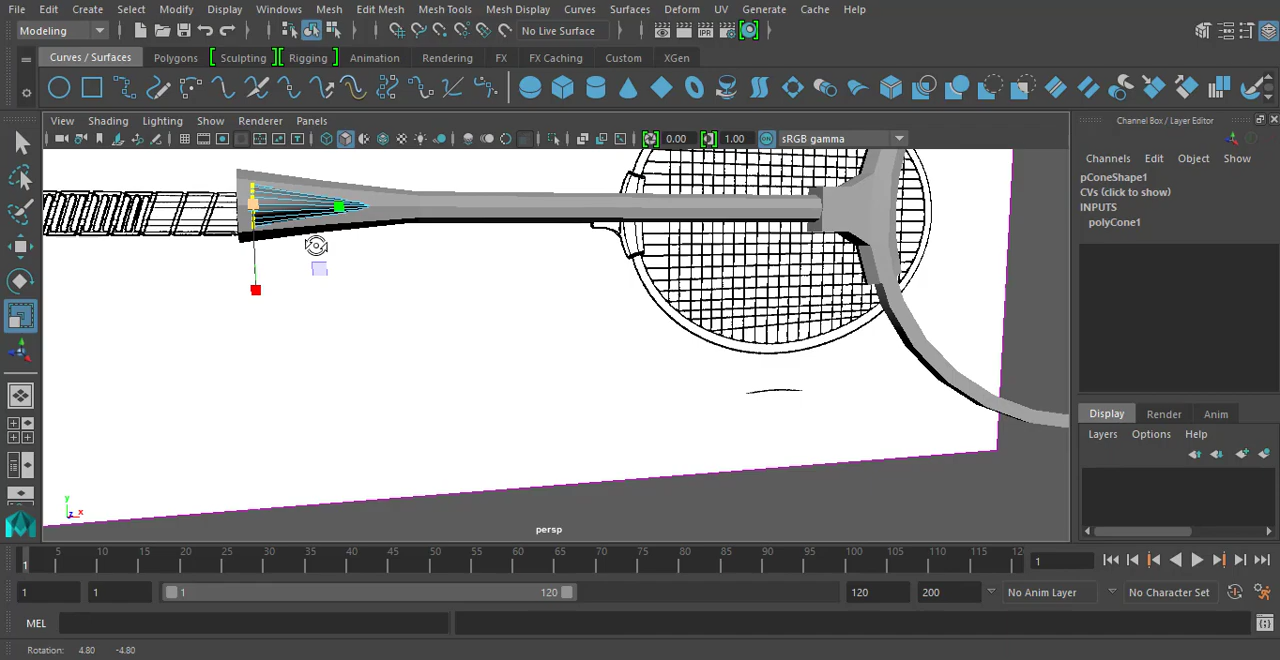 File Edit Create Select Modify Display Windows Mesh Edit Mesh Mesh Tools Mesh Display Curves Surfaces Deform UV Generate Cache Help
Modeling No Live Surface
Curves / Surfaces Polygons Sculpting Rigging Animation Rendering FX FX Caching Custom XGen
View Shading Lighting Show Renderer Panels
0.00 1.00 sRGB gamma
Channel Box / Layer Editor
Channels Edit Object Show
pConeShape1
CVs (click to show)
INPUTS
polyCone1
Display Render Anim
Layers Options Help
y
z x
persp
5 10 15 20 25 30 35 40 45 50 55 60 65 70 75 80 85 90 95 100 105 110 115 12
1 1
1 1 1 120 120 200 No Anim Layer No Character Set
MEL
Rotation: 4.80 -4.80